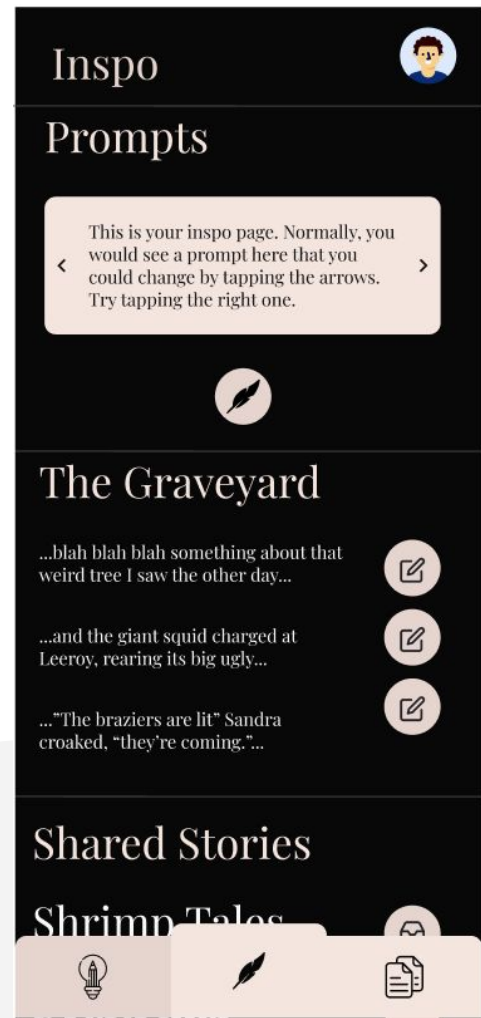 Inspo
Prompts
This is your inspo page. Normally, you
would see a prompt here that you
could change by tapping the arrows.
Try tapping the right one.
The Graveyard
...blah blah blah something about that
weird tree I saw the other day...
...and the giant squid charged at
Leeroy, rearing its big ugly...
..."The braziers are lit” Sandra
croaked, “they’re coming.”...
Shared Stories
Shrimp Tales